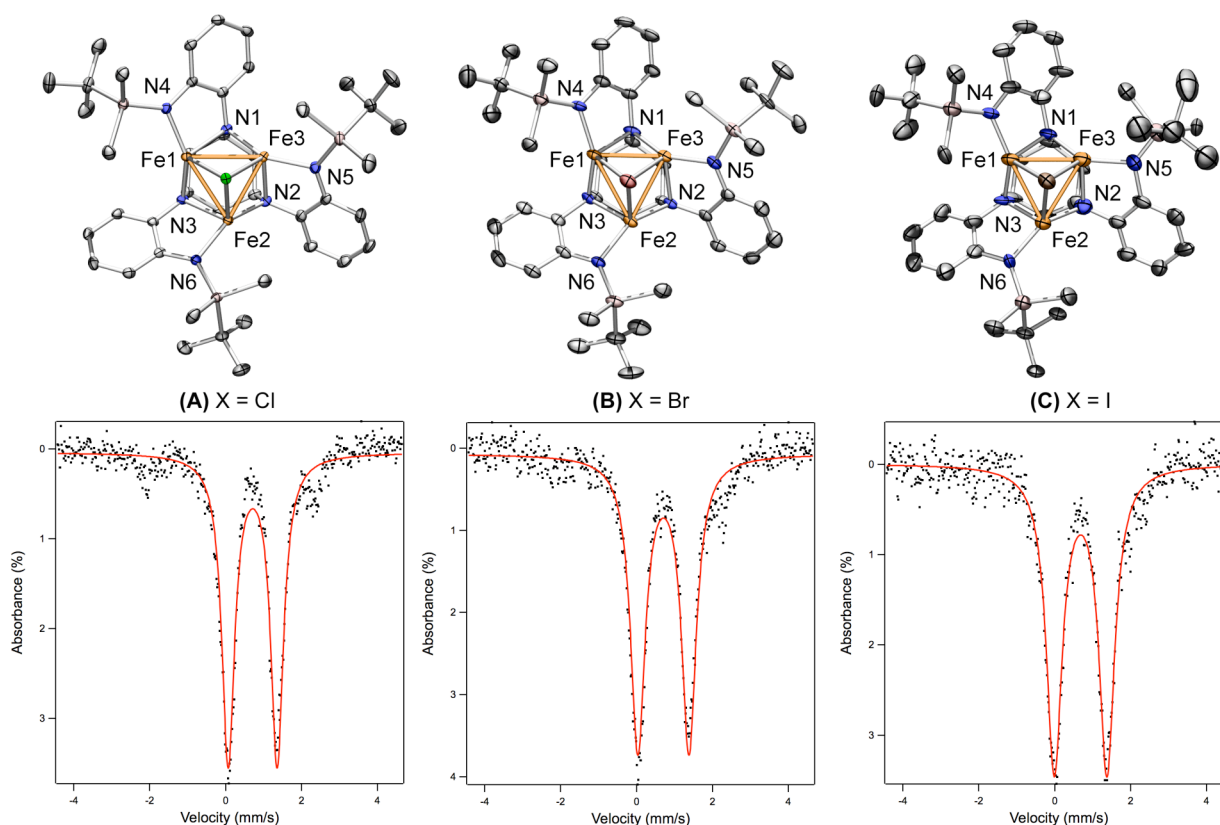 N4
N1
Fe3
Fe1
N5
N3
N2
Fe2
N6
N4
N1
Fe3
Fe1
N5
N2
N3
Fe2
N6
N4
N1
Fe3
Fe1
N5
N2
N3
Fe2
N6
(A) X = Cl
(B) X = Br
(C) X = I
Absorbance (%)
0
1
2
3
-4 -2 0 2 4
Velocity (mm/s)
Absorbance (%)
0
1
2
3
4
-4 -2 0 2 4
Velocity (mm/s)
Absorbance (%)
0
1
2
3
-4 -2 0 2 4
Velocity (mm/s)